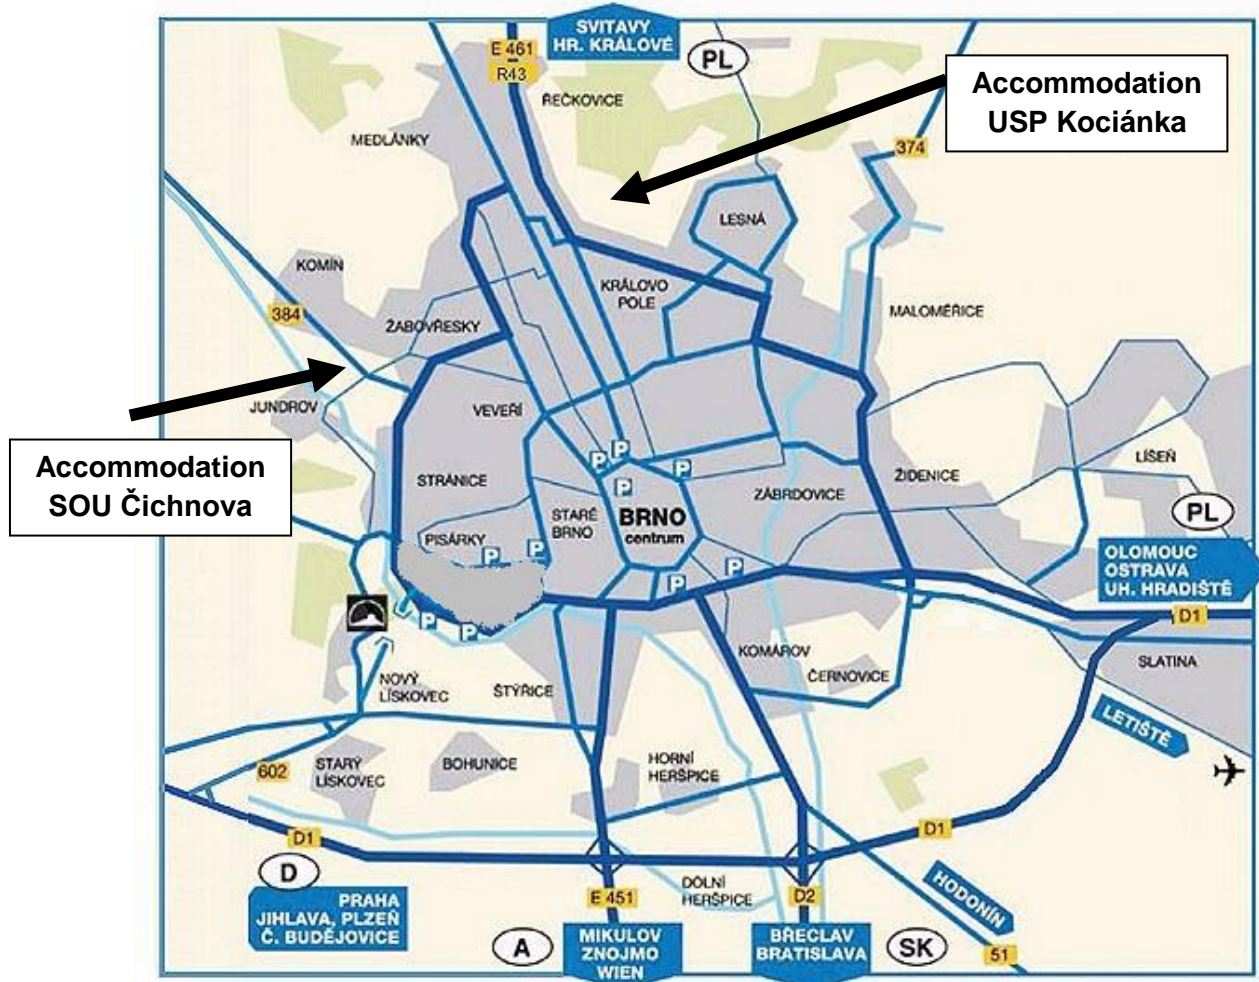 SVITAVY
HR. KRÁLOVÉ
E 461
R43
PL
Accommodation
USP Kociánka
ŘEČKOVICE
MEDLÁNKY
374
LESNÁ
KOMÍN
KRÁLOVO
POLE
384
ŽABOVŘESKY
MALOMĚŘICE
JUNDROV
VEVEŘÍ
Accommodation
SOU Čichnova
P
P
P
P
STRÁNICE
ZÁBRDOVICE
ŽIDENICE
LÍŠEŇ
STARÉ
BRNO
BRNO
centrum
PL
PISÁRKY
P
P
P
P
OLOMOUC
OSTRAVA
UH. HRADIŠTĚ
D1
P
P
KOMÁROV
ČERNOVICE
SLATINA
NOVÝ
LÍSKOVEC
ŠTÝŘICE
LETIŠTĚ
602
STARÝ
LÍSKOVEC
BOHUNICE
HORNÍ
HERŠPICE
D1
D1
D
DOLNÍ
HERŠPICE
HODONÍN
PRAHA
JIHLAVA, PLZEŇ
Č. BUDĚJOVICE
E 451
D2
A
MIKULOV
ZNOJMO
WIEN
BŘECLAV
BRATISLAVA
SK
51